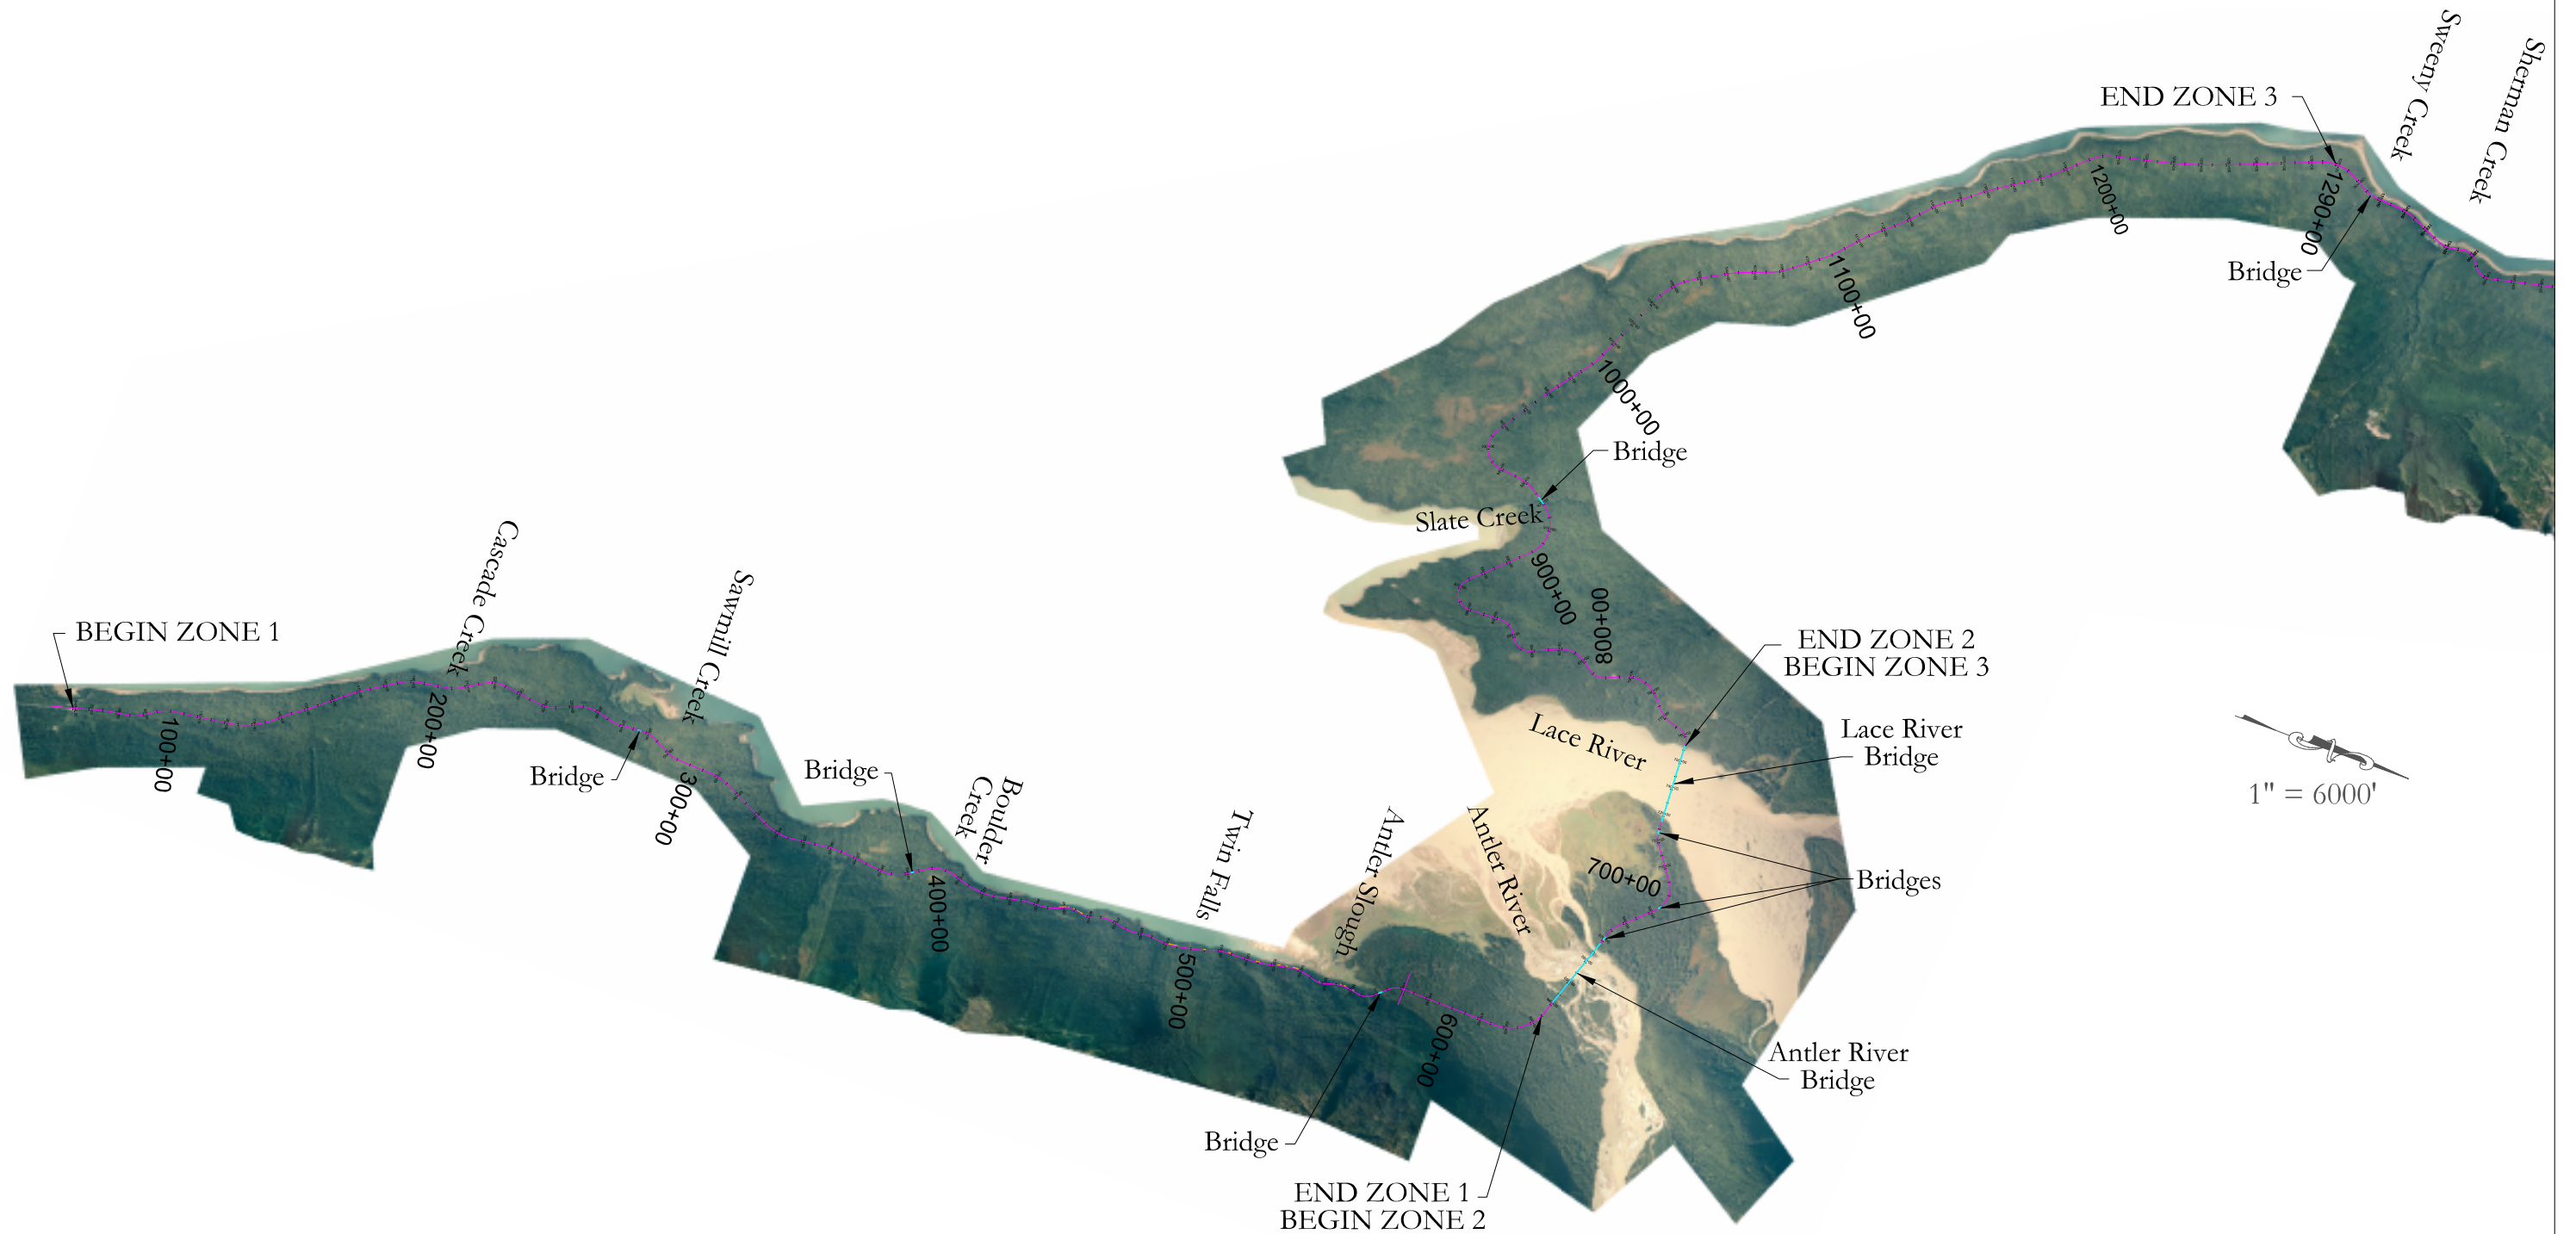 Sweeny Creek
Sherman Creek
END ZONE 3
1290+00
1200+00
Bridge
1100+00
1000+00
Bridge
Slate Creek
900+00
800+00
END ZONE 2
BEGIN ZONE 3
Lace River
Lace River
Bridge
Cascade Creek
Sawmill Creek
BEGIN ZONE 1
100+00
200+00
Bridge
300+00
Bridge
Boulder
Creek
400+00
Twin Falls
Antler Slough
Antler River
700+00
Bridges
500+00
600+00
Antler River
Bridge
Bridge
END ZONE 1
BEGIN ZONE 2
1" = 6000'